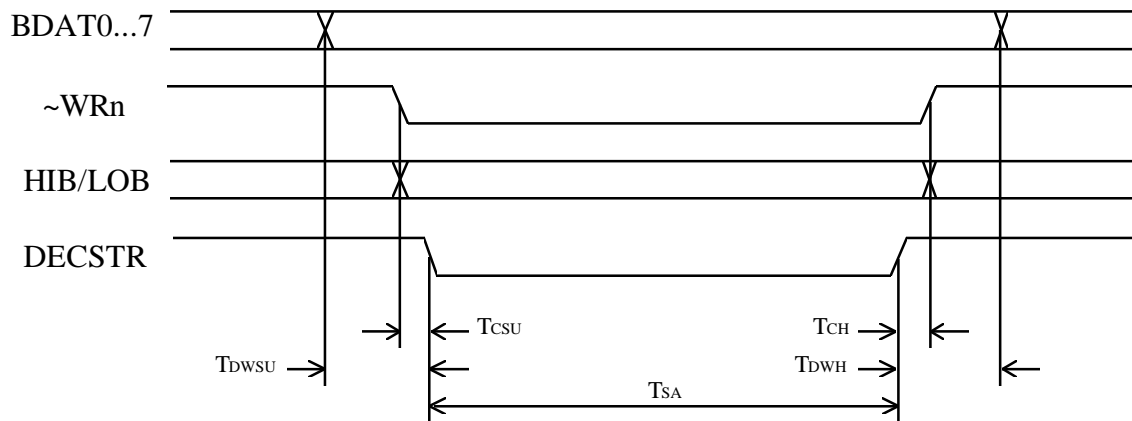 BDAT0...7
~WRn
HIB/LOB
DECSTR
TCSU
TCH
TDWSU
TDWH
TSA